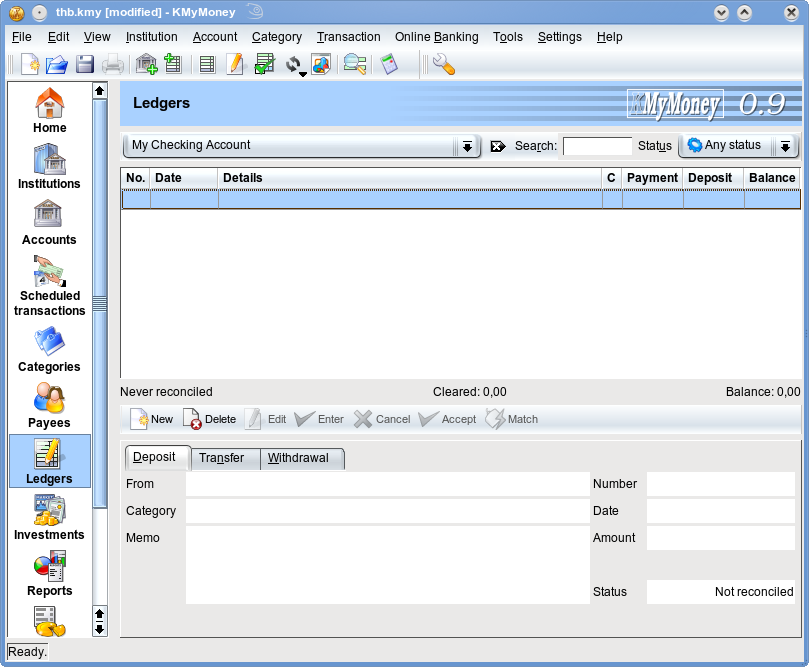 thb.kmy [modified] - KMyMoney
File Edit View Institution Account Category Transaction Online Banking Tools Settings Help
Home
Institutions
Accounts
4
Scheduled
transactions
Categories
Payees
Ledgers
Investments
Reports
Ledgers
KMyMoney 0.9
My Checking Account Search: Status Any status
No. Date Details C Payment Deposit Balance
Never reconciled Cleared: 0,00 Balance: 0,00
New Delete Edit Enter Cancel Accept Match
Deposit Transfer Withdrawal
From Number
Category Date
Memo Amount
Status Not reconciled
Ready.